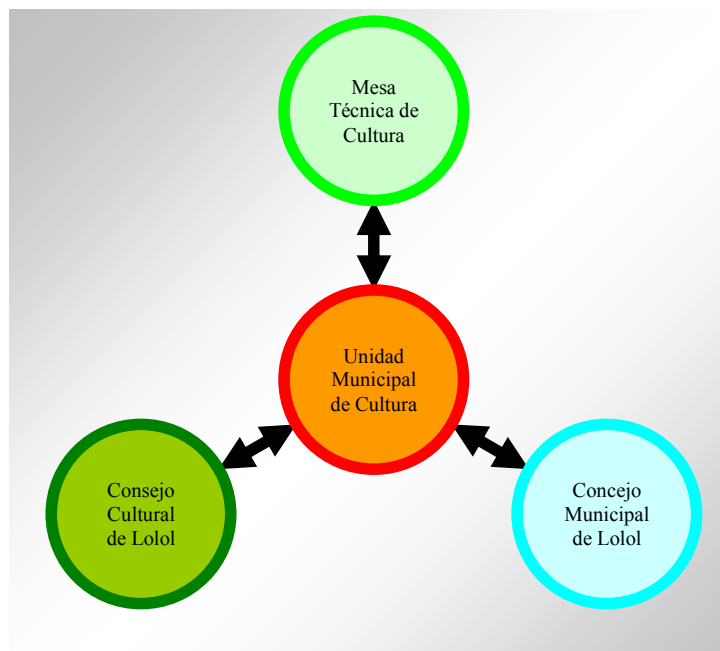 Mesa
Técnica de
Cultura
Unidad
Municipal
de Cultura
Consejo
Cultural
de Lolol
Concejo
Municipal
de Lolol